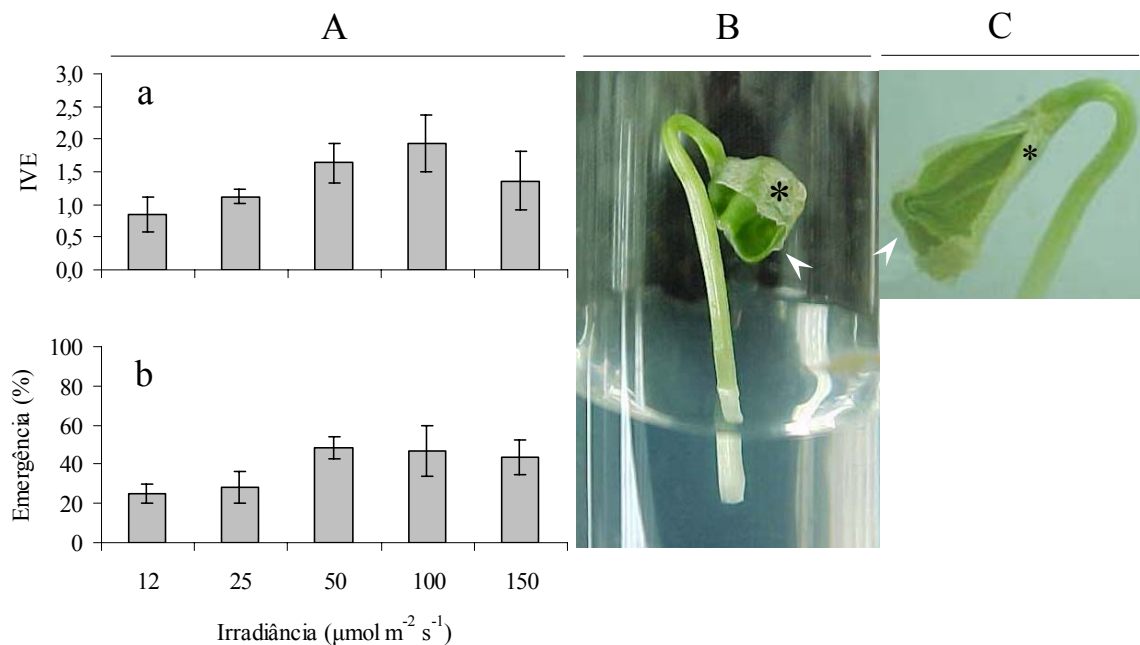 A
B
C
a
IVE
3,0
2,5
2,0
1,5
1,0
0,5
0,0
*
*
b
Emergência (%)
100
80
60
40
20
0
12 25 50 100 150
Irradiância (μmol m⁻² s⁻¹)